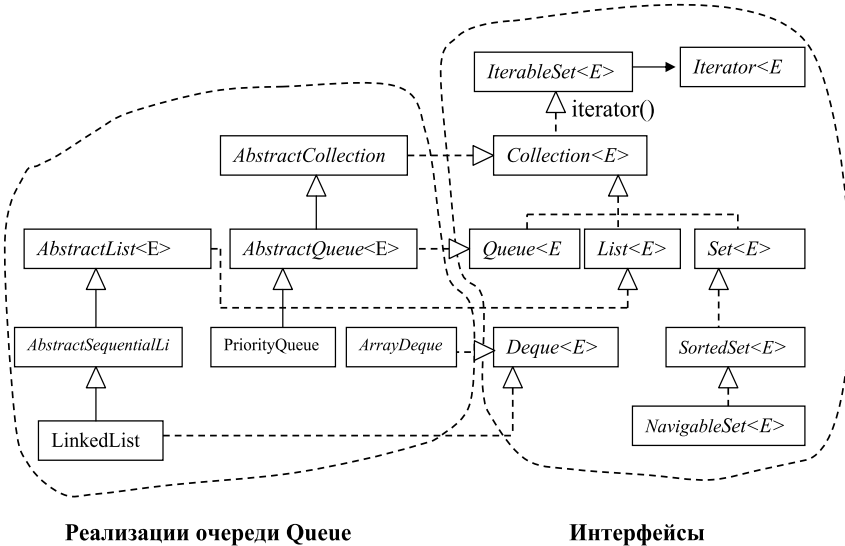 IterableSet<E>
Iterator<E
iterator()
AbstractCollection
Collection<E>
AbstractList<E>
AbstractQueue<E>
Queue<E
List<E>
Set<E>
AbstractSequentialLi
PriorityQueue
ArrayDeque
Deque<E>
SortedSet<E>
LinkedList
NavigableSet<E>
Реализации очереди Queue
Интерфейсы